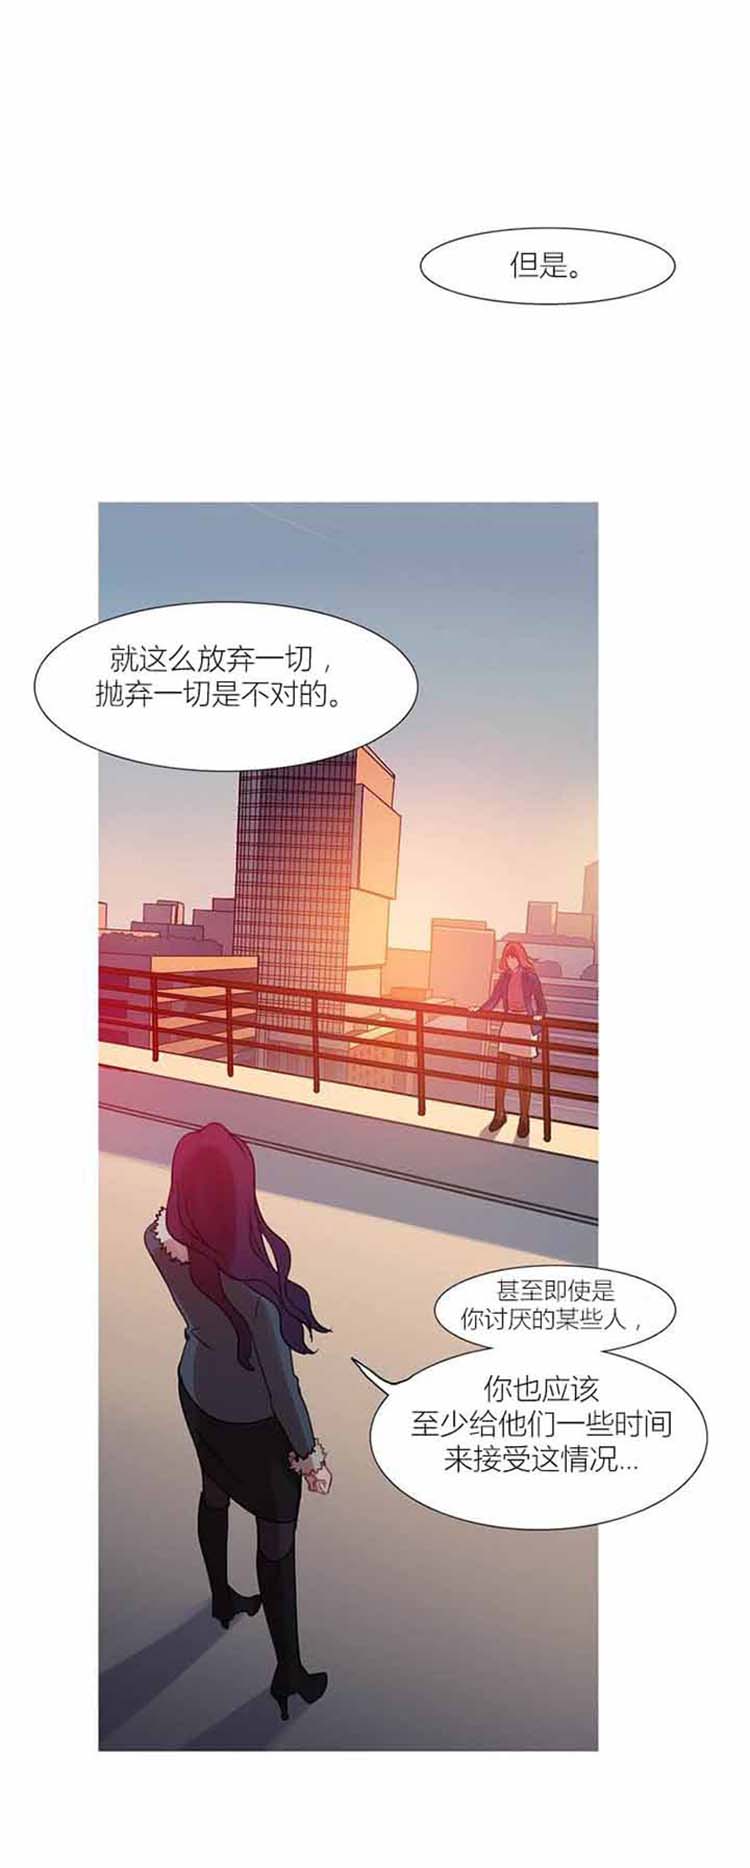 但是。
就这么放弃一切，
抛弃一切是不对的。
甚至即使是
你讨厌的某些人，
你也应该
至少给他们一些时间
来接受这情况...